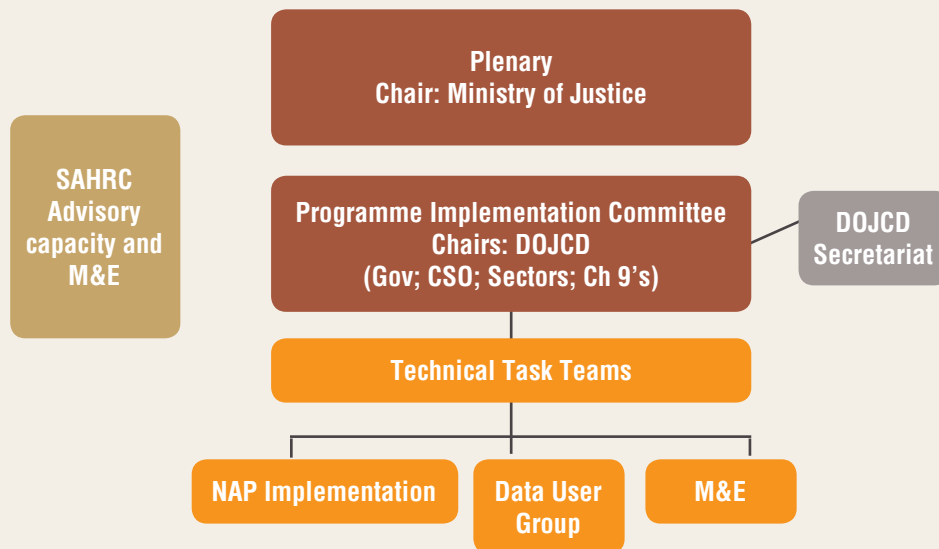 Plenary
Chair: Ministry of Justice
SAHRC
Advisory
capacity and
M&E
Programme Implementation Committee
Chairs: DOJCD
(Gov; CSO; Sectors; Ch 9’s)
DOJCD
Secretariat
Technical Task Teams
NAP Implementation
Data User
Group
M&E